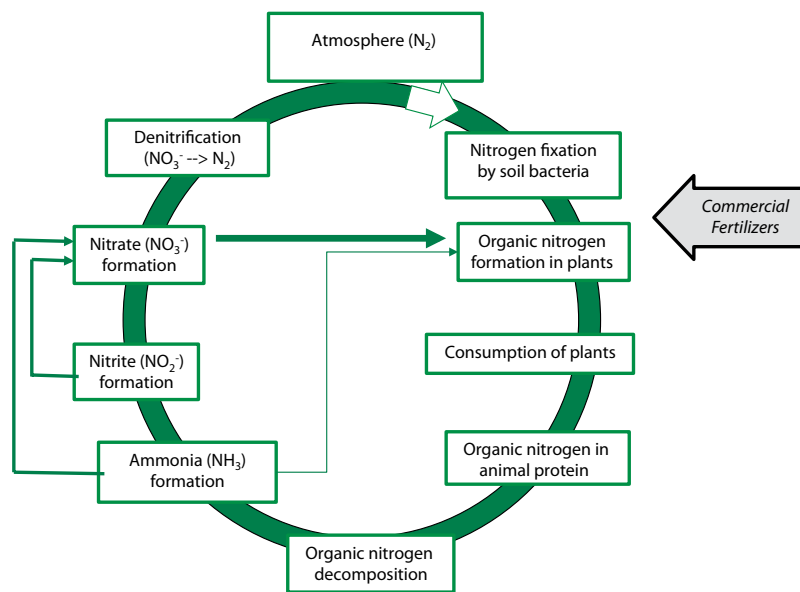 Atmosphere (N₂)
Nitrogen fixation
by soil bacteria
Commercial
Fertilizers
Organic nitrogen
formation in plants
Consumption of plants
Organic nitrogen in
animal protein
Organic nitrogen
decomposition
Ammonia (NH₃)
formation
Nitrite (NO₂⁻)
formation
Nitrate (NO₃⁻)
formation
Denitrification
(NO₃⁻ --> N₂)